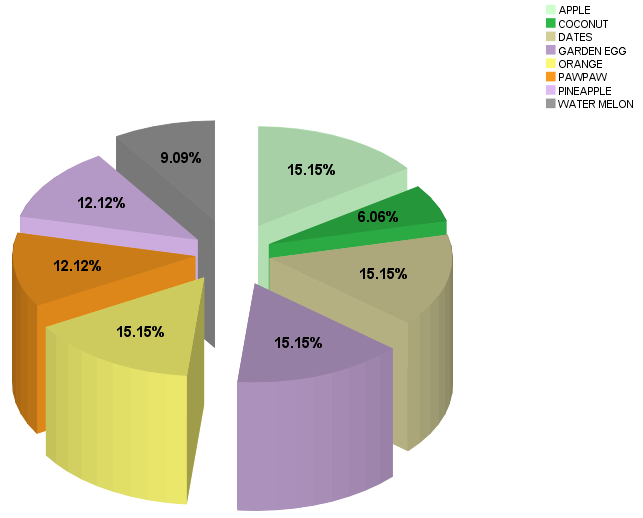 APPLE
COCONUT
DATES
GARDEN EGG
ORANGE
PAWPAW
PINEAPPLE
WATER MELON
9.09%
15.15%
12.12%
6.06%
12.12%
15.15%
15.15%
15.15%